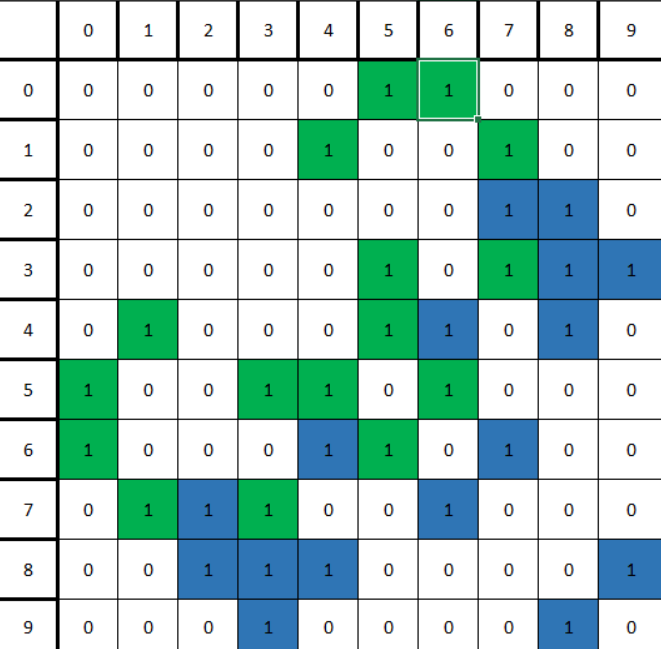 0 1 2 3 4 5 6 7 8 9
0 0 0 0 0 0 1 1 0 0 0
1 0 0 0 0 1 0 0 1 0 0
2 0 0 0 0 0 0 0 1 1 0
3 0 0 0 0 0 1 0 1 1 1
4 0 1 0 0 0 1 1 0 1 0
5 1 0 0 1 1 0 1 0 0 0
6 1 0 0 0 1 1 0 1 0 0
7 0 1 1 1 0 0 1 0 0 0
8 0 0 1 1 1 0 0 0 0 1
9 0 0 0 1 0 0 0 0 1 0